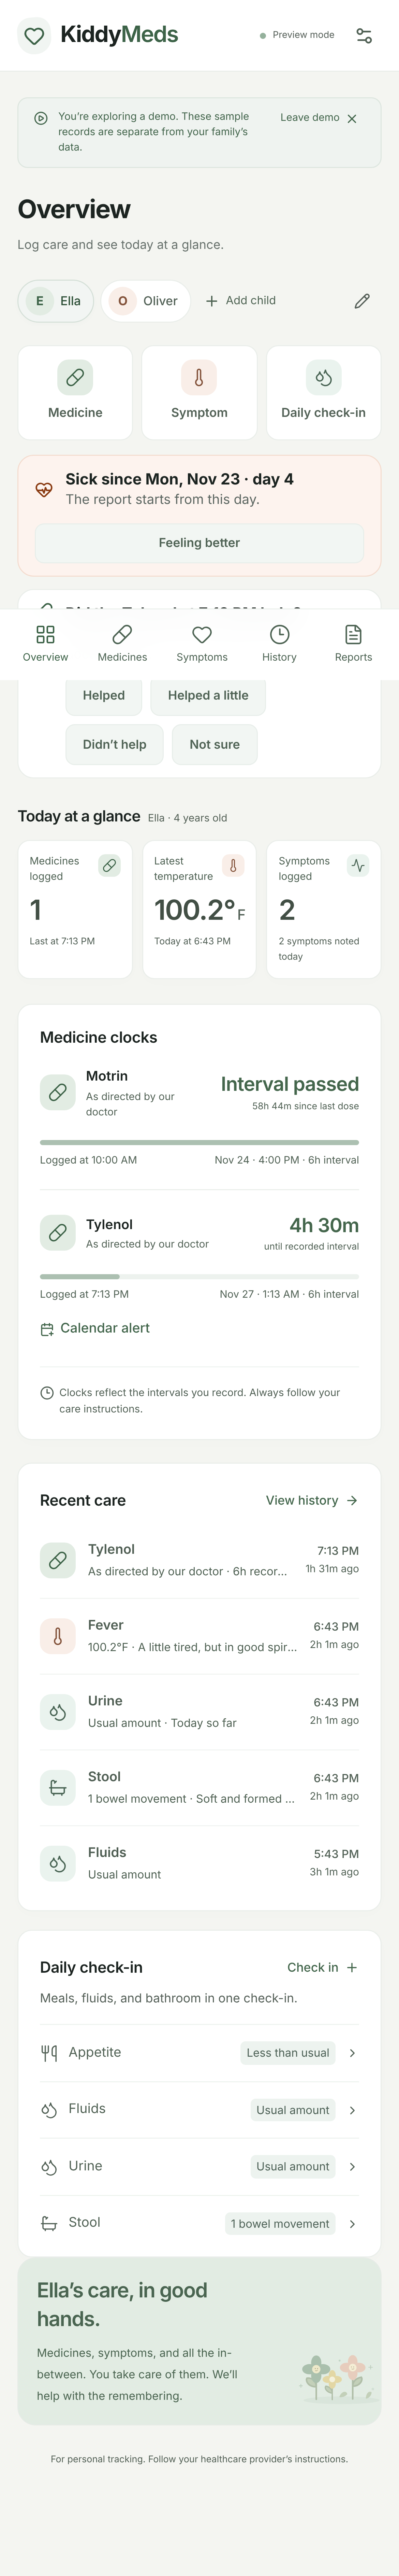 KiddyMeds
Preview mode
You’re exploring a demo. These sample
records are separate from your family’s
data.
Leave demo
Overview
Log care and see today at a glance.
E Ella
O Oliver
Add child
Medicine
Symptom
Daily check-in
Sick since Mon, Nov 23 · day 4
The report starts from this day.
Feeling better
Overview
Medicines
Symptoms
History
Reports
Helped
Helped a little
Didn’t help
Not sure
Today at a glance Ella · 4 years old
Medicines
logged
1
Last at 7:13 PM
Latest
temperature
100.2° F
Today at 6:43 PM
Symptoms
logged
2
2 symptoms noted
today
Medicine clocks
Motrin
As directed by our
doctor
Interval passed
58h 44m since last dose
Logged at 10:00 AM
Nov 24 · 4:00 PM · 6h interval
Tylenol
As directed by our doctor
4h 30m
until recorded interval
Logged at 7:13 PM
Nov 27 · 1:13 AM · 6h interval
Calendar alert
Clocks reflect the intervals you record. Always follow your
care instructions.
Recent care
View history
Tylenol
As directed by our doctor · 6h recor...
7:13 PM
1h 31m ago
Fever
100.2°F · A little tired, but in good spir...
6:43 PM
2h 1m ago
Urine
Usual amount · Today so far
6:43 PM
2h 1m ago
Stool
1 bowel movement · Soft and formed ...
6:43 PM
2h 1m ago
Fluids
Usual amount
5:43 PM
3h 1m ago
Daily check-in
Check in
Meals, fluids, and bathroom in one check-in.
Appetite
Less than usual
Fluids
Usual amount
Urine
Usual amount
Stool
1 bowel movement
Ella’s care, in good
hands.
Medicines, symptoms, and all the in-
between. You take care of them. We’ll
help with the remembering.
For personal tracking. Follow your healthcare provider’s instructions.